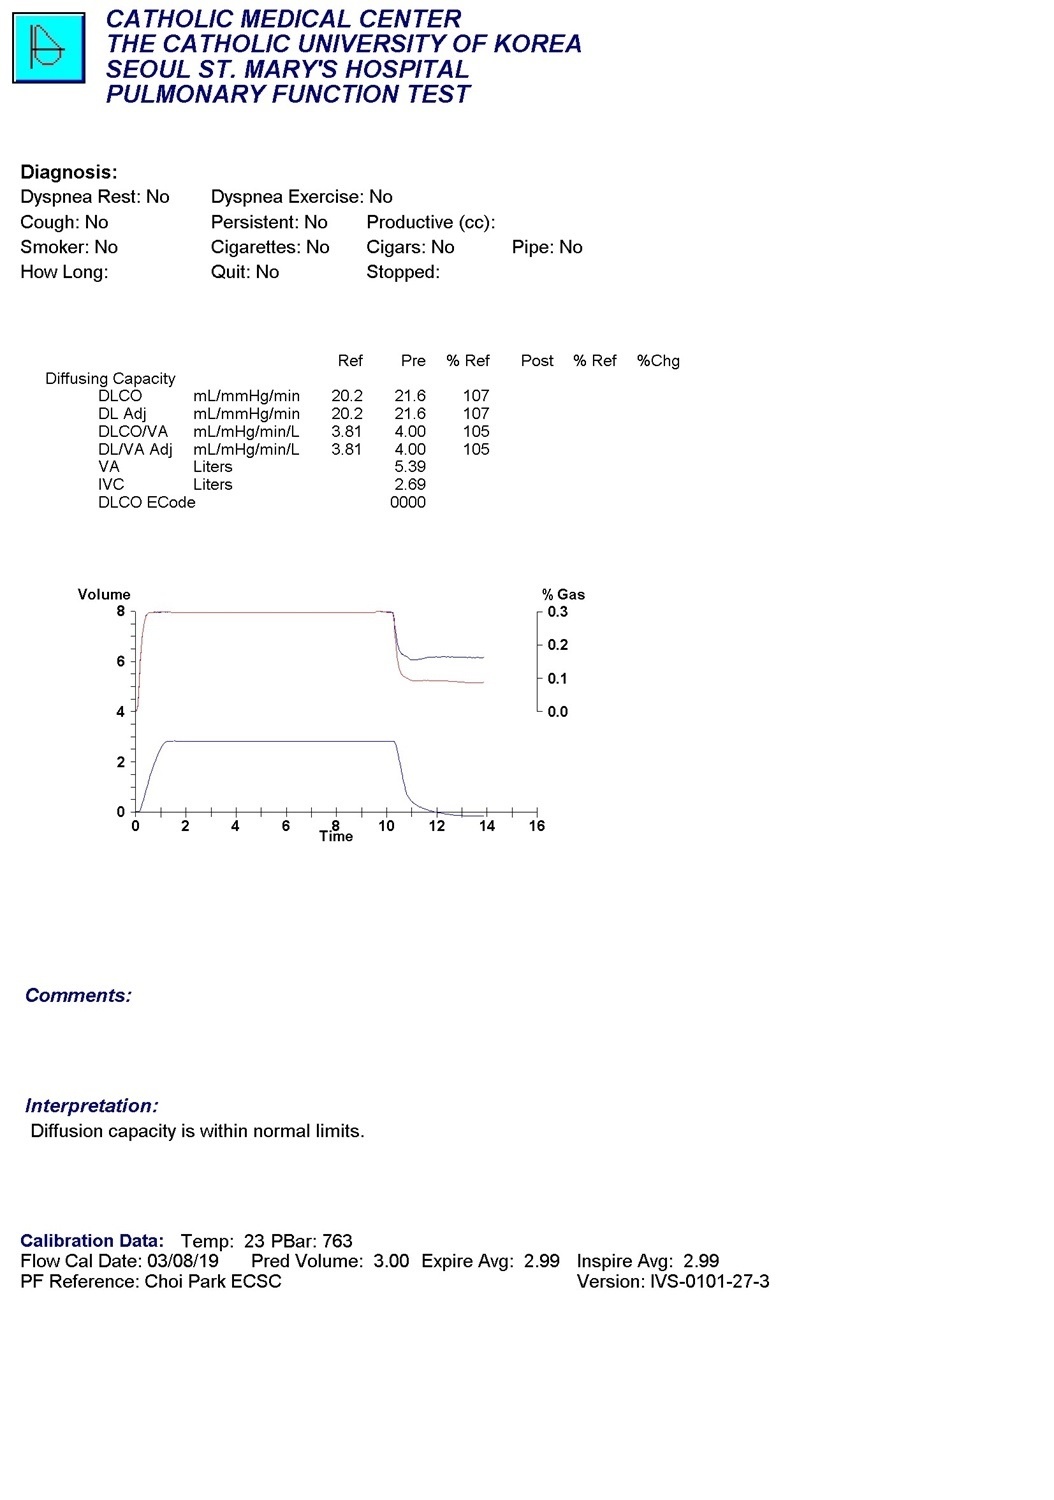 CATHOLIC MEDICAL CENTER
THE CATHOLIC UNIVERSITY OF KOREA
SEOUL ST. MARY'S HOSPITAL
PULMONARY FUNCTION TEST
Diagnosis:
Dyspnea Rest: No Dyspnea Exercise: No
Cough: No Persistent: No Productive (cc):
Smoker: No Cigarettes: No Cigars: No Pipe: No
How Long: Quit: No Stopped:
Ref Pre % Ref Post % Ref %Chg
Diffusing Capacity
DLCO mL/mmHg/min 20.2 21.6 107
DL Adj mL/mmHg/min 20.2 21.6 107
DLCO/VA mL/mHg/min/L 3.81 4.00 105
DL/VA Adj mL/mHg/min/L 3.81 4.00 105
VA Liters 5.39
IVC Liters 2.69
DLCO ECode 0000
Volume % Gas
8 0.3
0.2
6
0.1
4 0.0
2
0
0 2 4 6 8 10 12 14 16
Time
Comments:
Interpretation:
Diffusion capacity is within normal limits.
Calibration Data: Temp: 23 PBar: 763
Flow Cal Date: 03/08/19 Pred Volume: 3.00 Expire Avg: 2.99 Inspire Avg: 2.99
PF Reference: Choi Park ECSC Version: IVS-0101-27-3